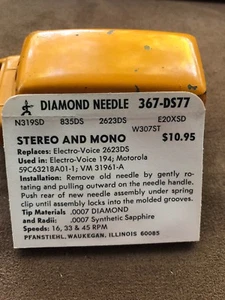 DIAMOND NEEDLE 367-DS77
N319SD 835DS 2623DS E20XSD
W307ST
STEREO AND MONO $10.95
Replaces: Electro-Voice 2623DS
Used in: Electro-Voice 194; Motorola
59C63218A01-1; VM 31961-A
Installation: Remove old needle by gently ro-
tating and pulling outward on the needle handle.
Push rear of new needle assembly under spring
clip until assembly locks into the molded grooves.
Tip Materials .0007 DIAMOND
and Radii: .0007 Synthetic Sapphire
Speeds: 16, 33 & 45 RPM
PFANSTIEHL, WAUKEGAN, ILLINOIS 60085